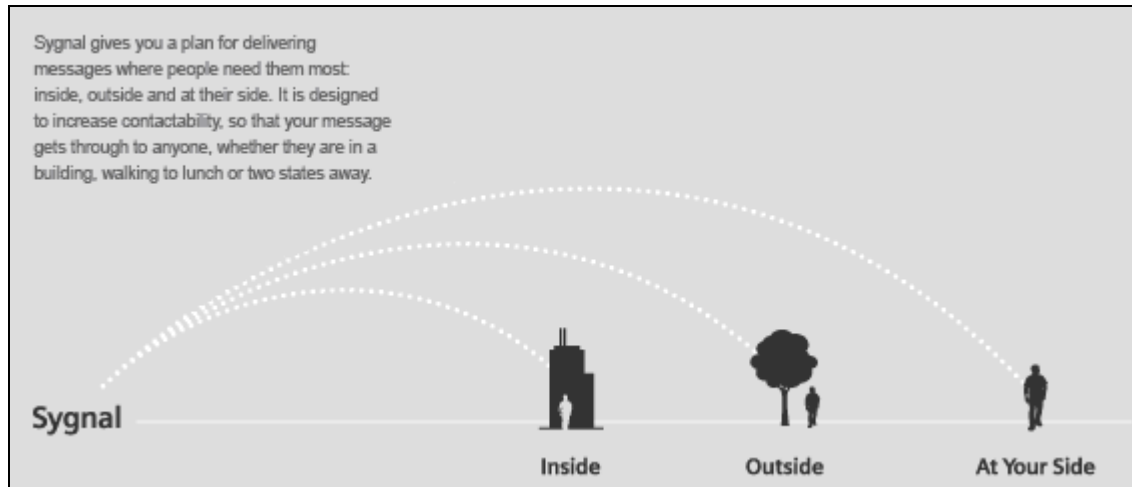 Sygnal gives you a plan for delivering
messages where people need them most:
inside, outside and at their side. It is designed
to increase contactability, so that your message
gets through to anyone, whether they are in a
building, walking to lunch or two states away.
Sygnal
Inside
Outside
At Your Side